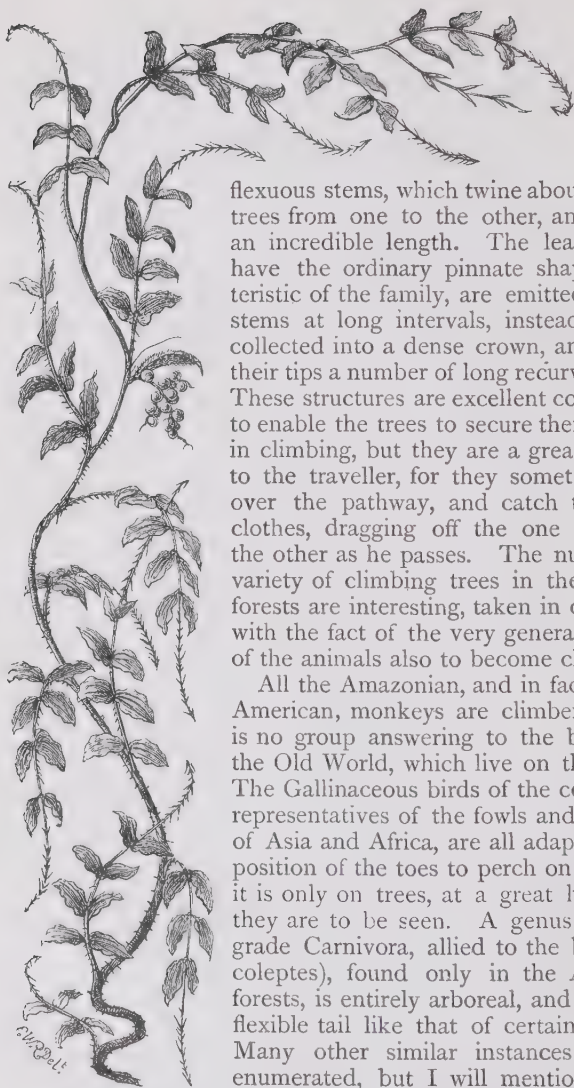 flexuous stems, which twine abou
trees from one to the other, an
an incredible length. The lea
have the ordinary pinnate sha
teristic of the family, are emitte
stems at long intervals, instea
collected into a dense crown, ar
their tips a number of long recurv
These structures are excellent co
to enable the trees to secure the
in climbing, but they are a grea
to the traveller, for they somet
over the pathway, and catch t
clothes, dragging off the one
the other as he passes. The nu
variety of climbing trees in the
forests are interesting, taken in c
with the fact of the very genera
of the animals also to become cl
All the Amazonian, and in fac
American, monkeys are climbe
is no group answering to the b
the Old World, which live on th
The Gallinaceous birds of the co
representatives of the fowls and
of Asia and Africa, are all adap
position of the toes to perch on
it is only on trees, at a great h
they are to be seen. A genus
grade Carnivora, allied to the b
coleptes), found only in the A
forests, is entirely arboreal, and
flexible tail like that of certain
Many other similar instances
enumerated, but I will mentio